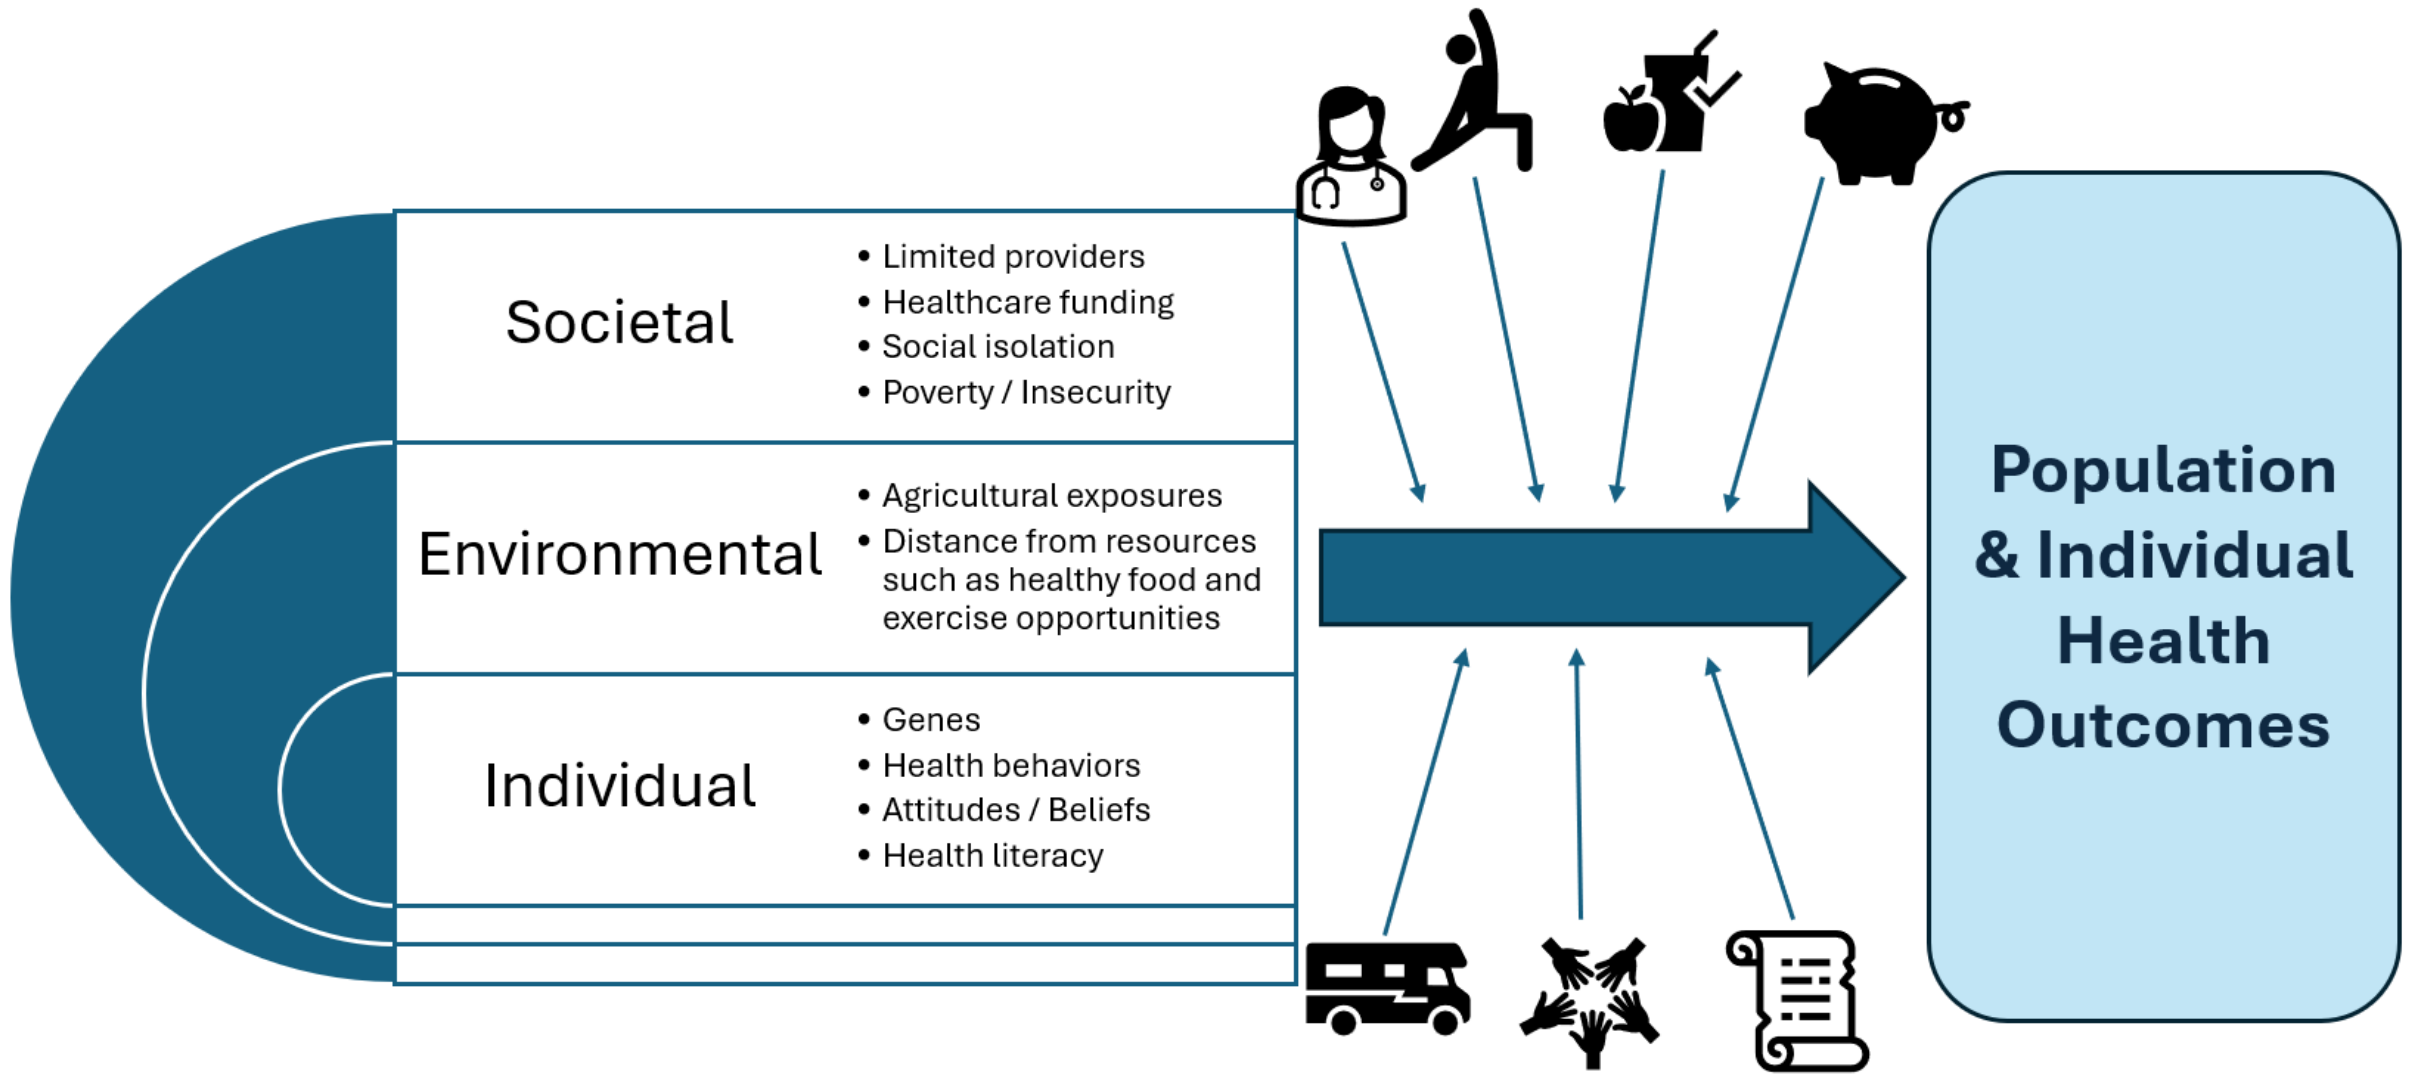 Societal
• Limited providers
• Healthcare funding
• Social isolation
• Poverty / Insecurity
Environmental
• Agricultural exposures
• Distance from resources
such as healthy food and
exercise opportunities
Individual
• Genes
• Health behaviors
• Attitudes / Beliefs
• Health literacy
Population
& Individual
Health
Outcomes